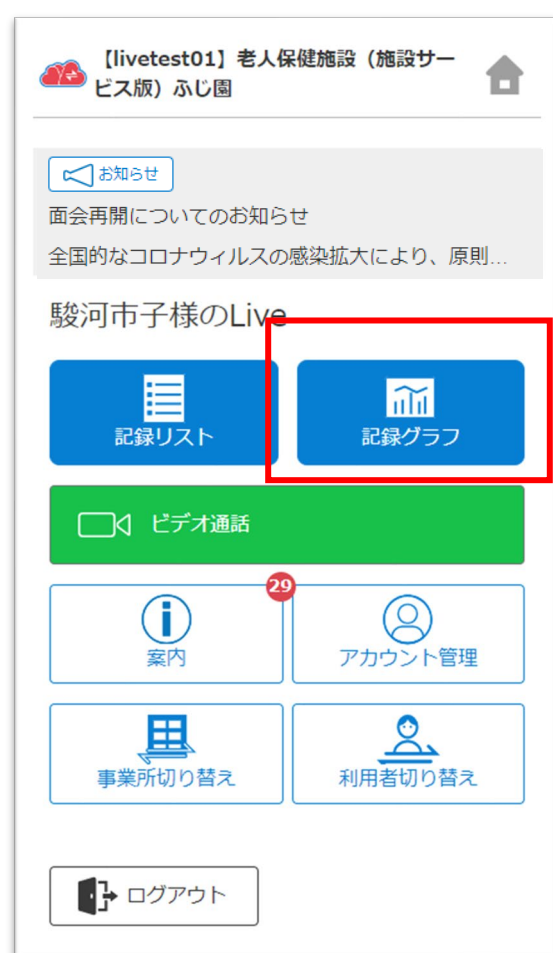 【livetest01】老人保健施設（施設サー
ビス版）ふじ園
お知らせ
面会再開についてのお知らせ
全国的なコロナウィルスの感染拡大により、原則...
駿河市子様のLive
記録リスト
記録グラフ
ビデオ通話
29
案内
アカウント管理
事業所切り替え
利用者切り替え
ログアウト